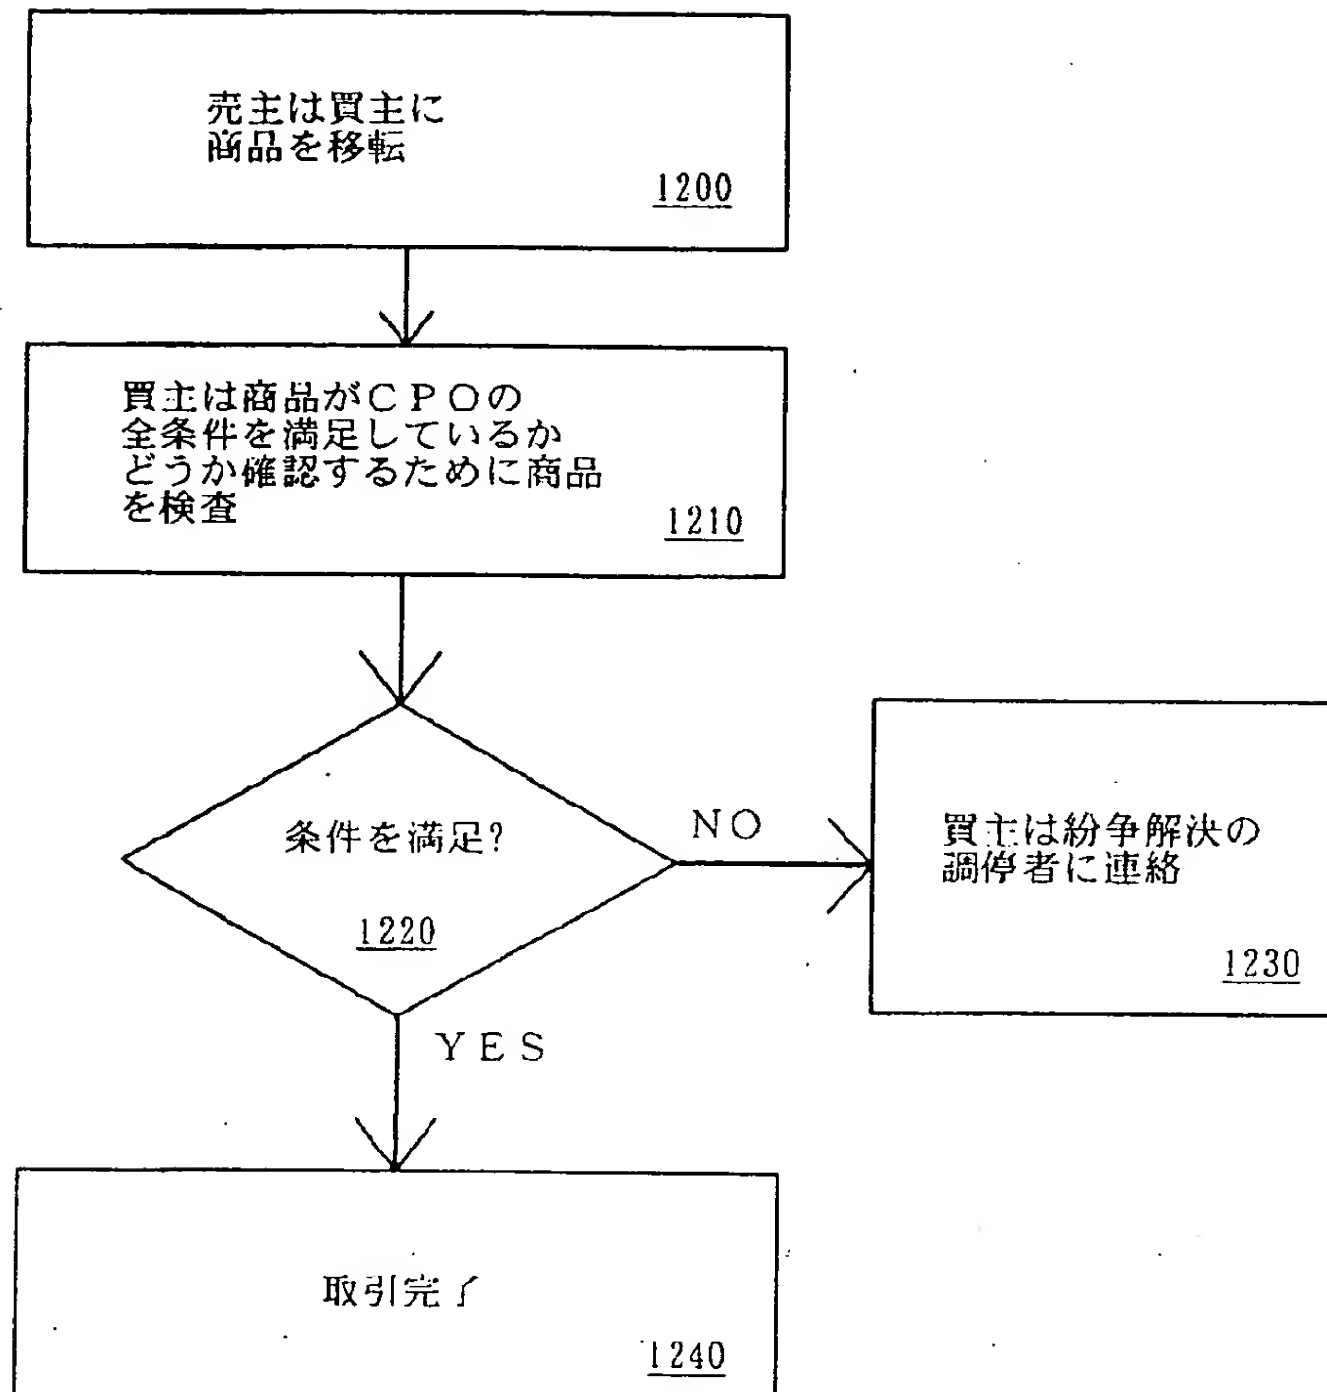 売主は買主に
商品を移転
1200
買主は商品がCPOの
全条件を満足しているか
どうか確認するために商品
を検査
1210
条件を満足?
1220
NO
買主は紛争解決の
調停者に連絡
1230
YES
取引完了
1240